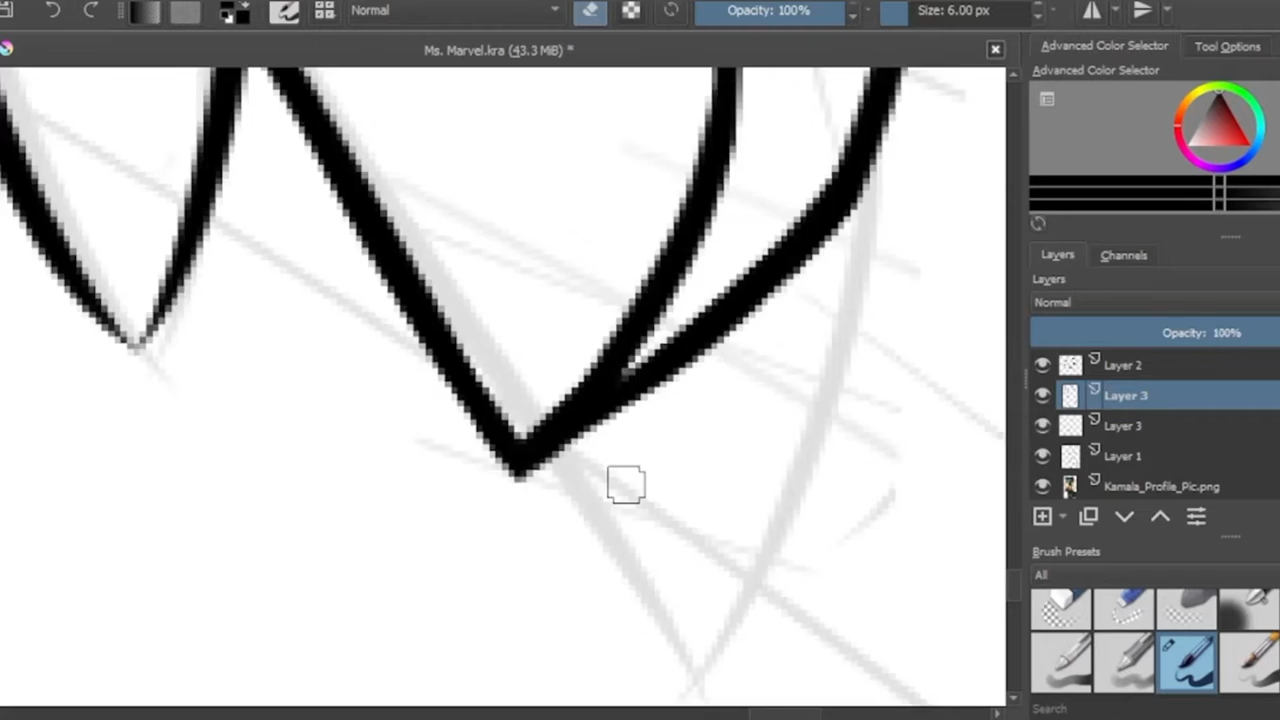 Normal
Opacity: 100%
Size: 6.00 px
Ms. Marvel.kra (43.3 MiB) *
Advanced Color Selector
Tool Options
Advanced Color Selector
Layers
Channels
Layers
Normal
Opacity: 100%
Layer 2
Layer 3
Layer 3
Layer 1
Kamala_Profile_Pic.png
Brush Presets
All
Search